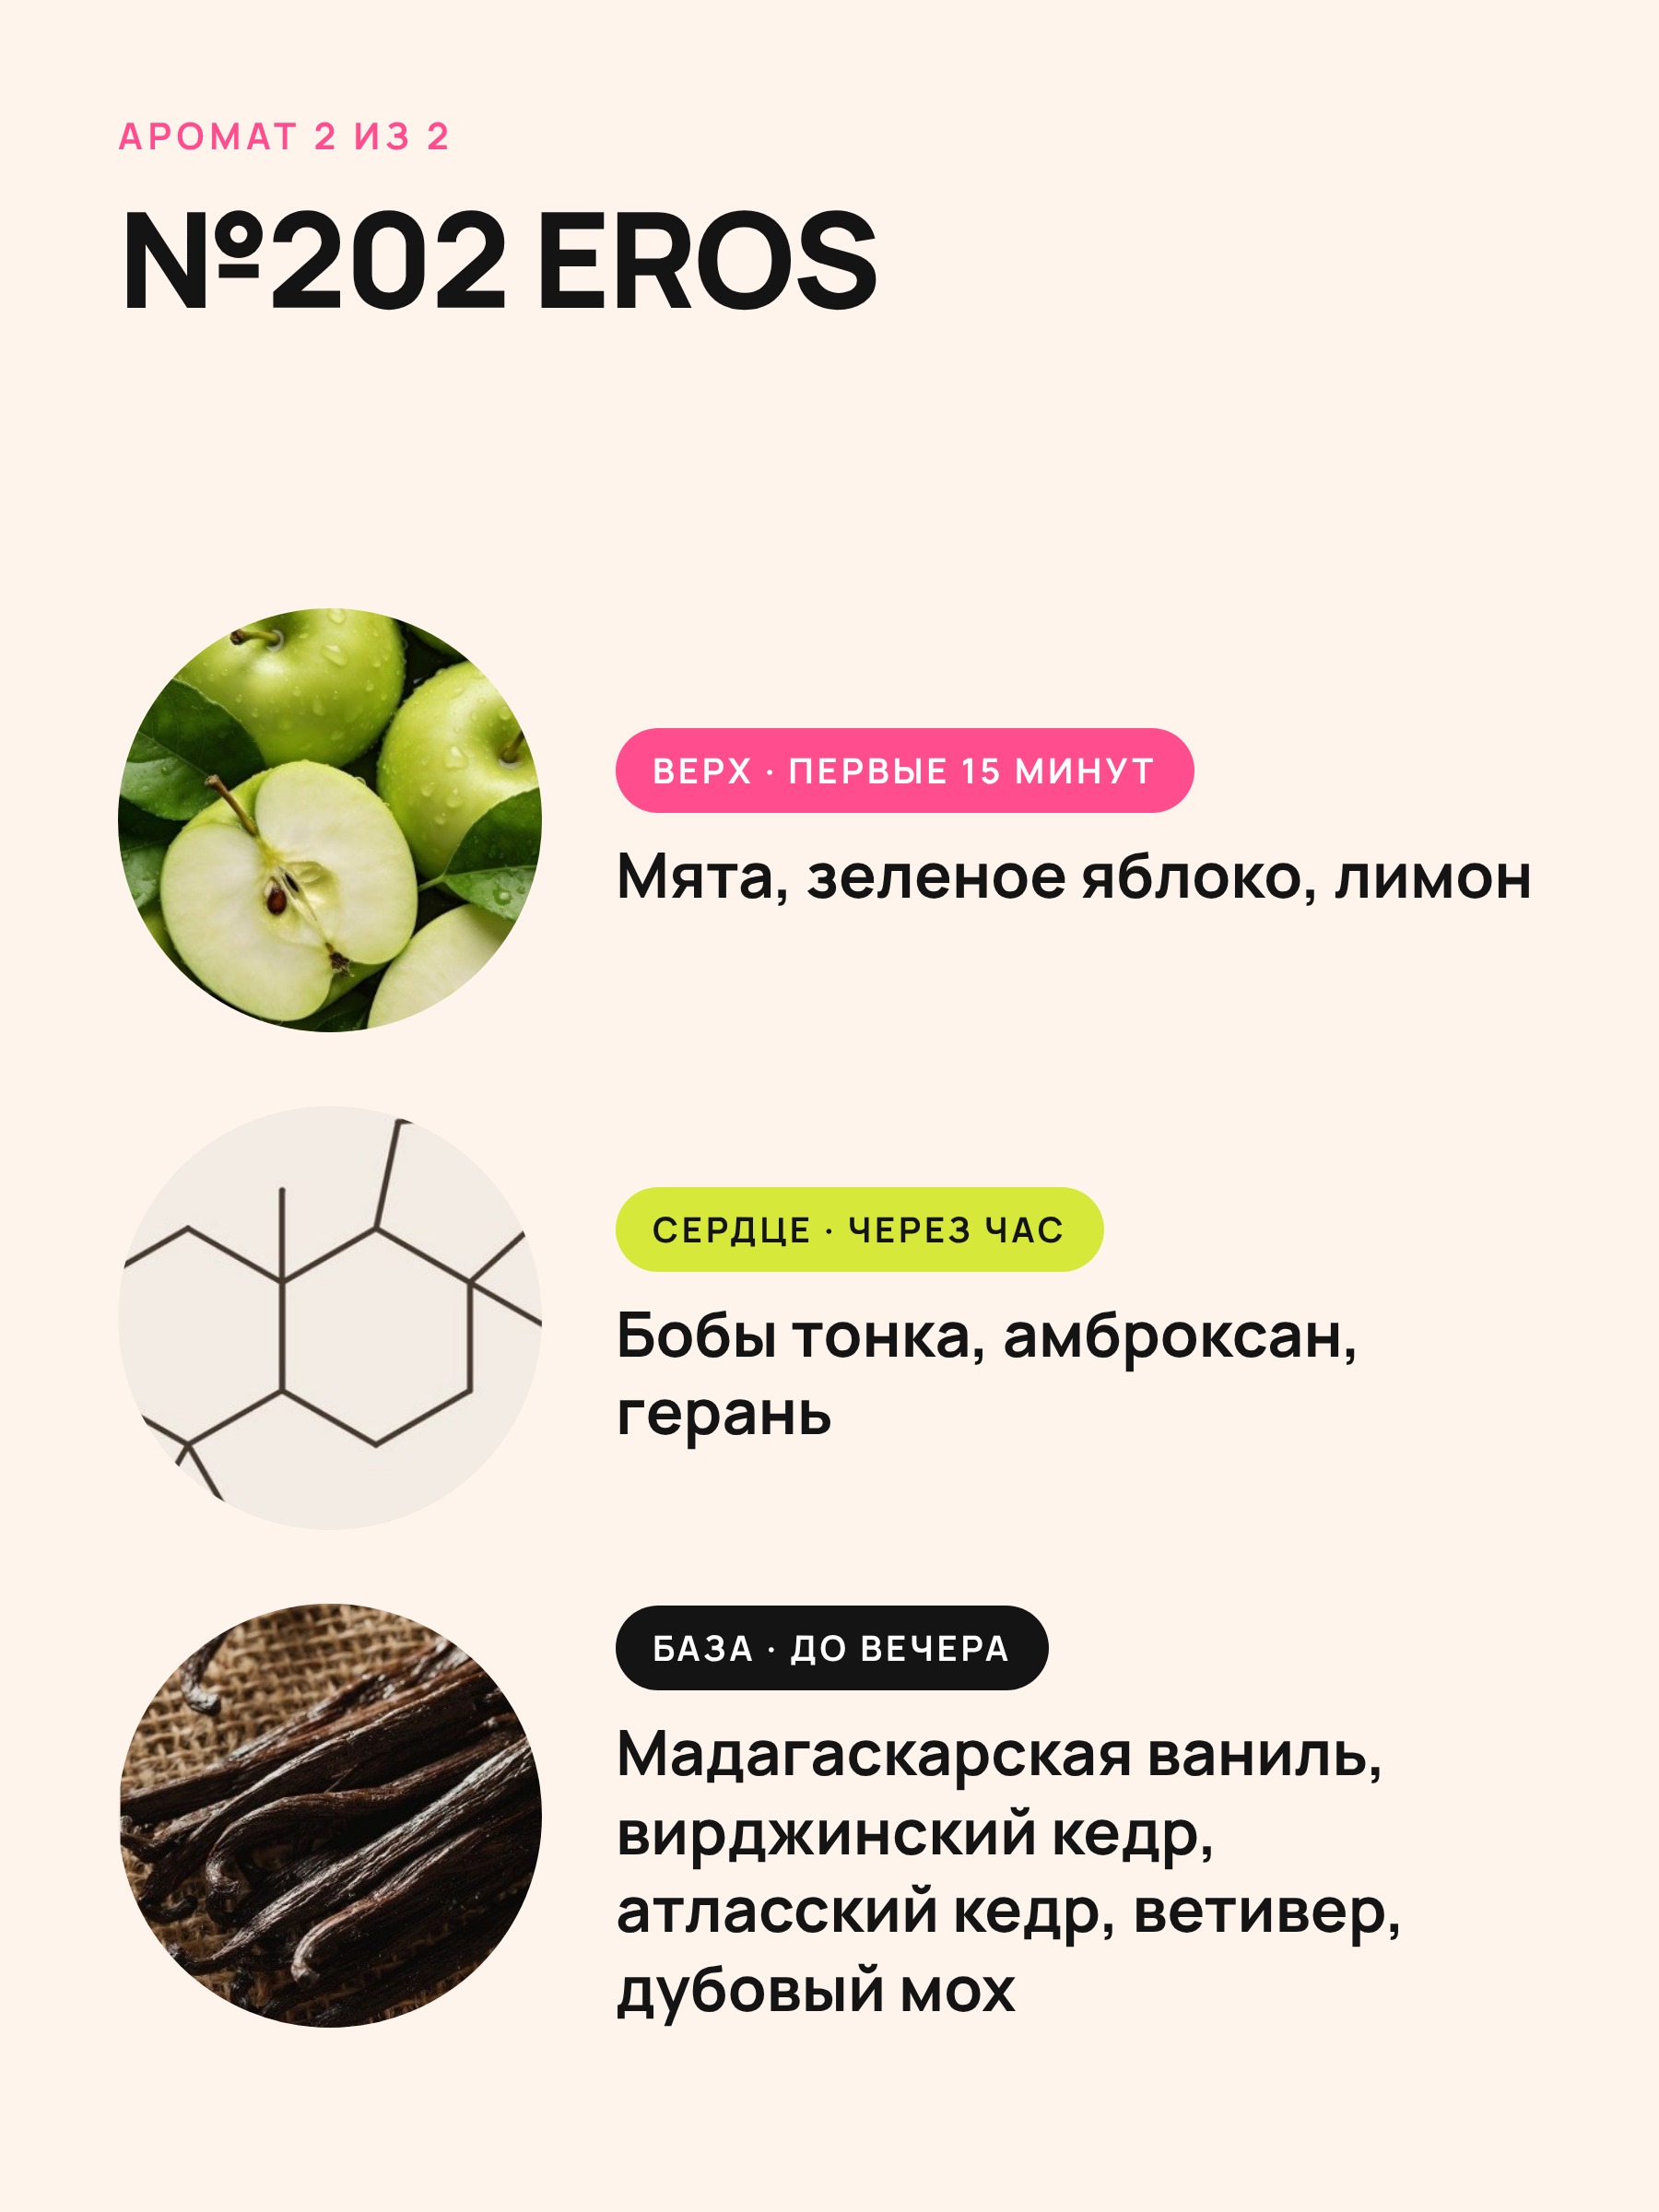 АРОМАТ 2 ИЗ 2
№202 EROS
ВЕРХ · ПЕРВЫЕ 15 МИНУТ
Мята, зеленое яблоко, лимон
СЕРДЦЕ · ЧЕРЕЗ ЧАС
Бобы тонка, амброксан,
герань
БАЗА · ДО ВЕЧЕРА
Мадагаскарская ваниль,
вирджинский кедр,
атласский кедр, ветивер,
дубовый мох